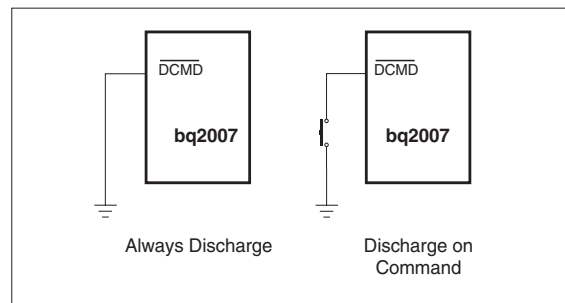 DCMD
bq2007
Always Discharge
DCMD
bq2007
Discharge on
Command